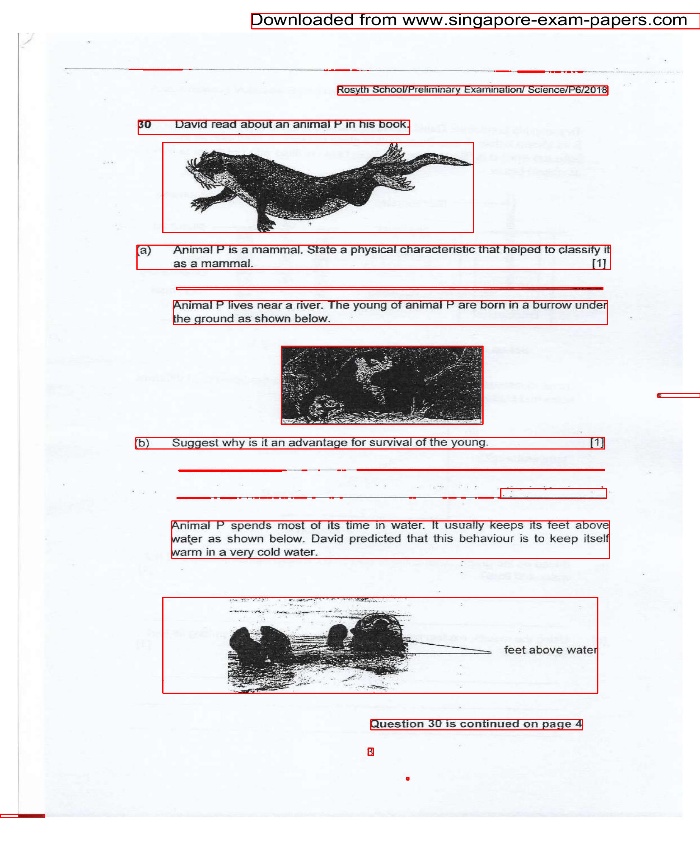 Downloaded from www.singapore-exam-papers.com
Rosyth School/Preliminary Examination/ Science/P6/2018
30 David read about an animal P in his book.
(a) Animal P is a mammal. State a physical characteristic that helped to classify it
as a mammal. [1]
Animal P lives near a river. The young of animal P are born in a burrow under
the ground as shown below.
(b) Suggest why is it an advantage for survival of the young. [1]
Animal P spends most of its time in water. It usually keeps its feet above
water as shown below. David predicted that this behaviour is to keep itself
warm in a very cold water.
feet above water
Question 30 is continued on page 4
3